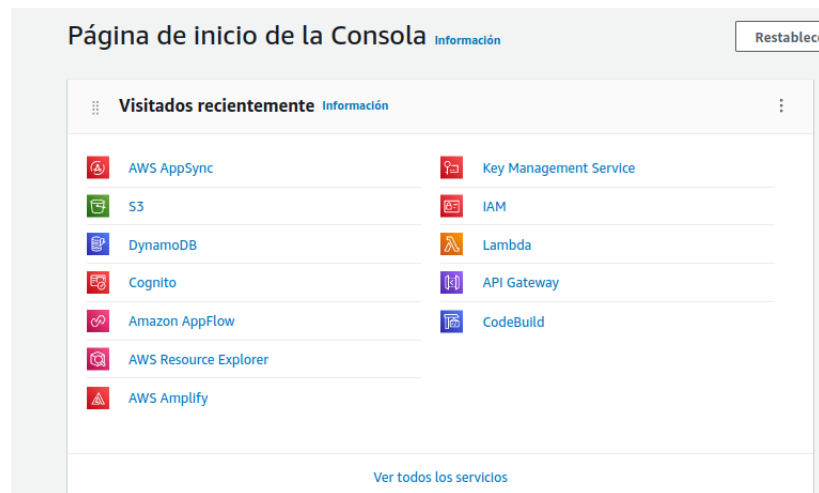 Página de inicio de la Consola Información
Restablec
Visitados recientemente Información
AWS AppSync
S3
DynamoDB
Cognito
Amazon AppFlow
AWS Resource Explorer
AWS Amplify
Key Management Service
IAM
Lambda
API Gateway
CodeBuild
Ver todos los servicios